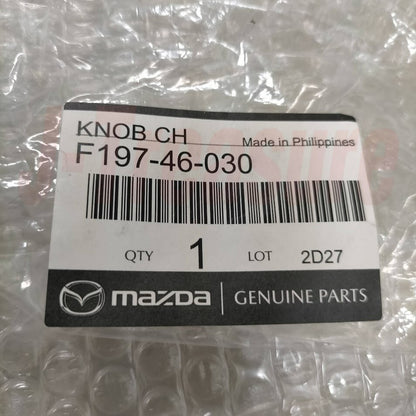 KNOB CH Made in Philippines
F197-46-030
QTY 1 LOT 2D27
mazda GENUINE PARTS